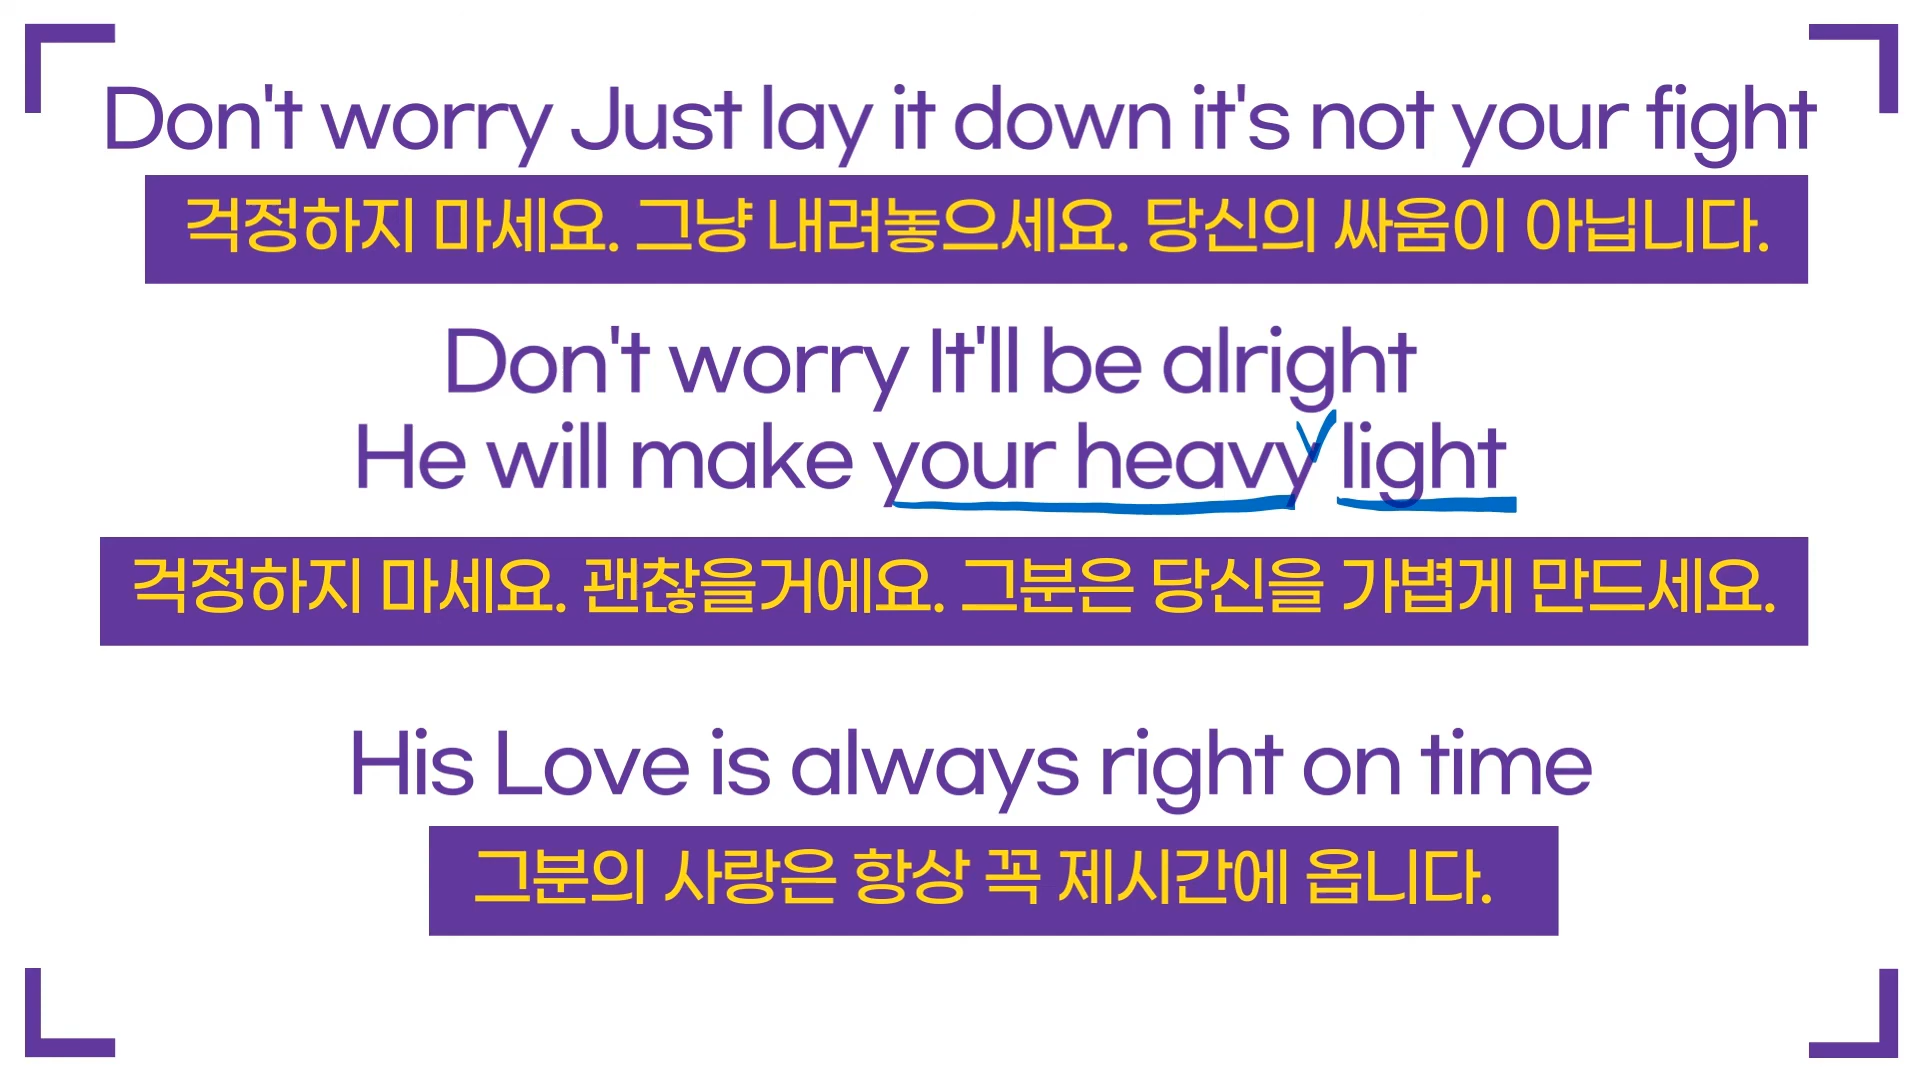 Don't worry Just lay it down it's not your fight
걱정하지 마세요. 그냥 내려놓으세요. 당신의 싸움이 아닙니다.
Don't worry It'll be alright
He will make your heavy light
걱정하지 마세요. 괜찮을거에요. 그분은 당신을 가볍게 만드세요.
His Love is always right on time
그분의 사랑은 항상 꼭 제시간에 옵니다.